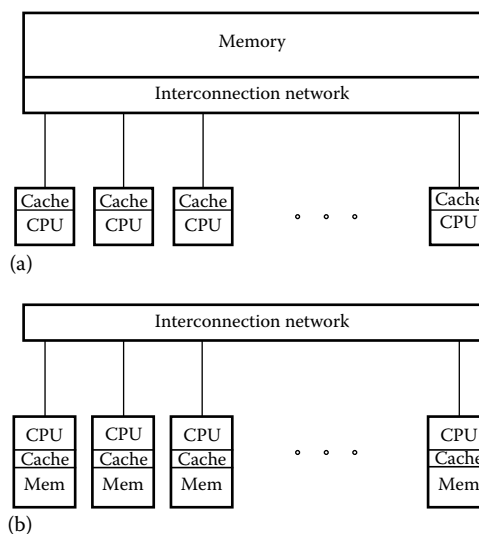 Memory
Interconnection network
Cache Cache Cache Cache
CPU CPU CPU CPU
(a)
Interconnection network
CPU CPU CPU CPU
Cache Cache Cache Cache
Mem Mem Mem Mem
(b)